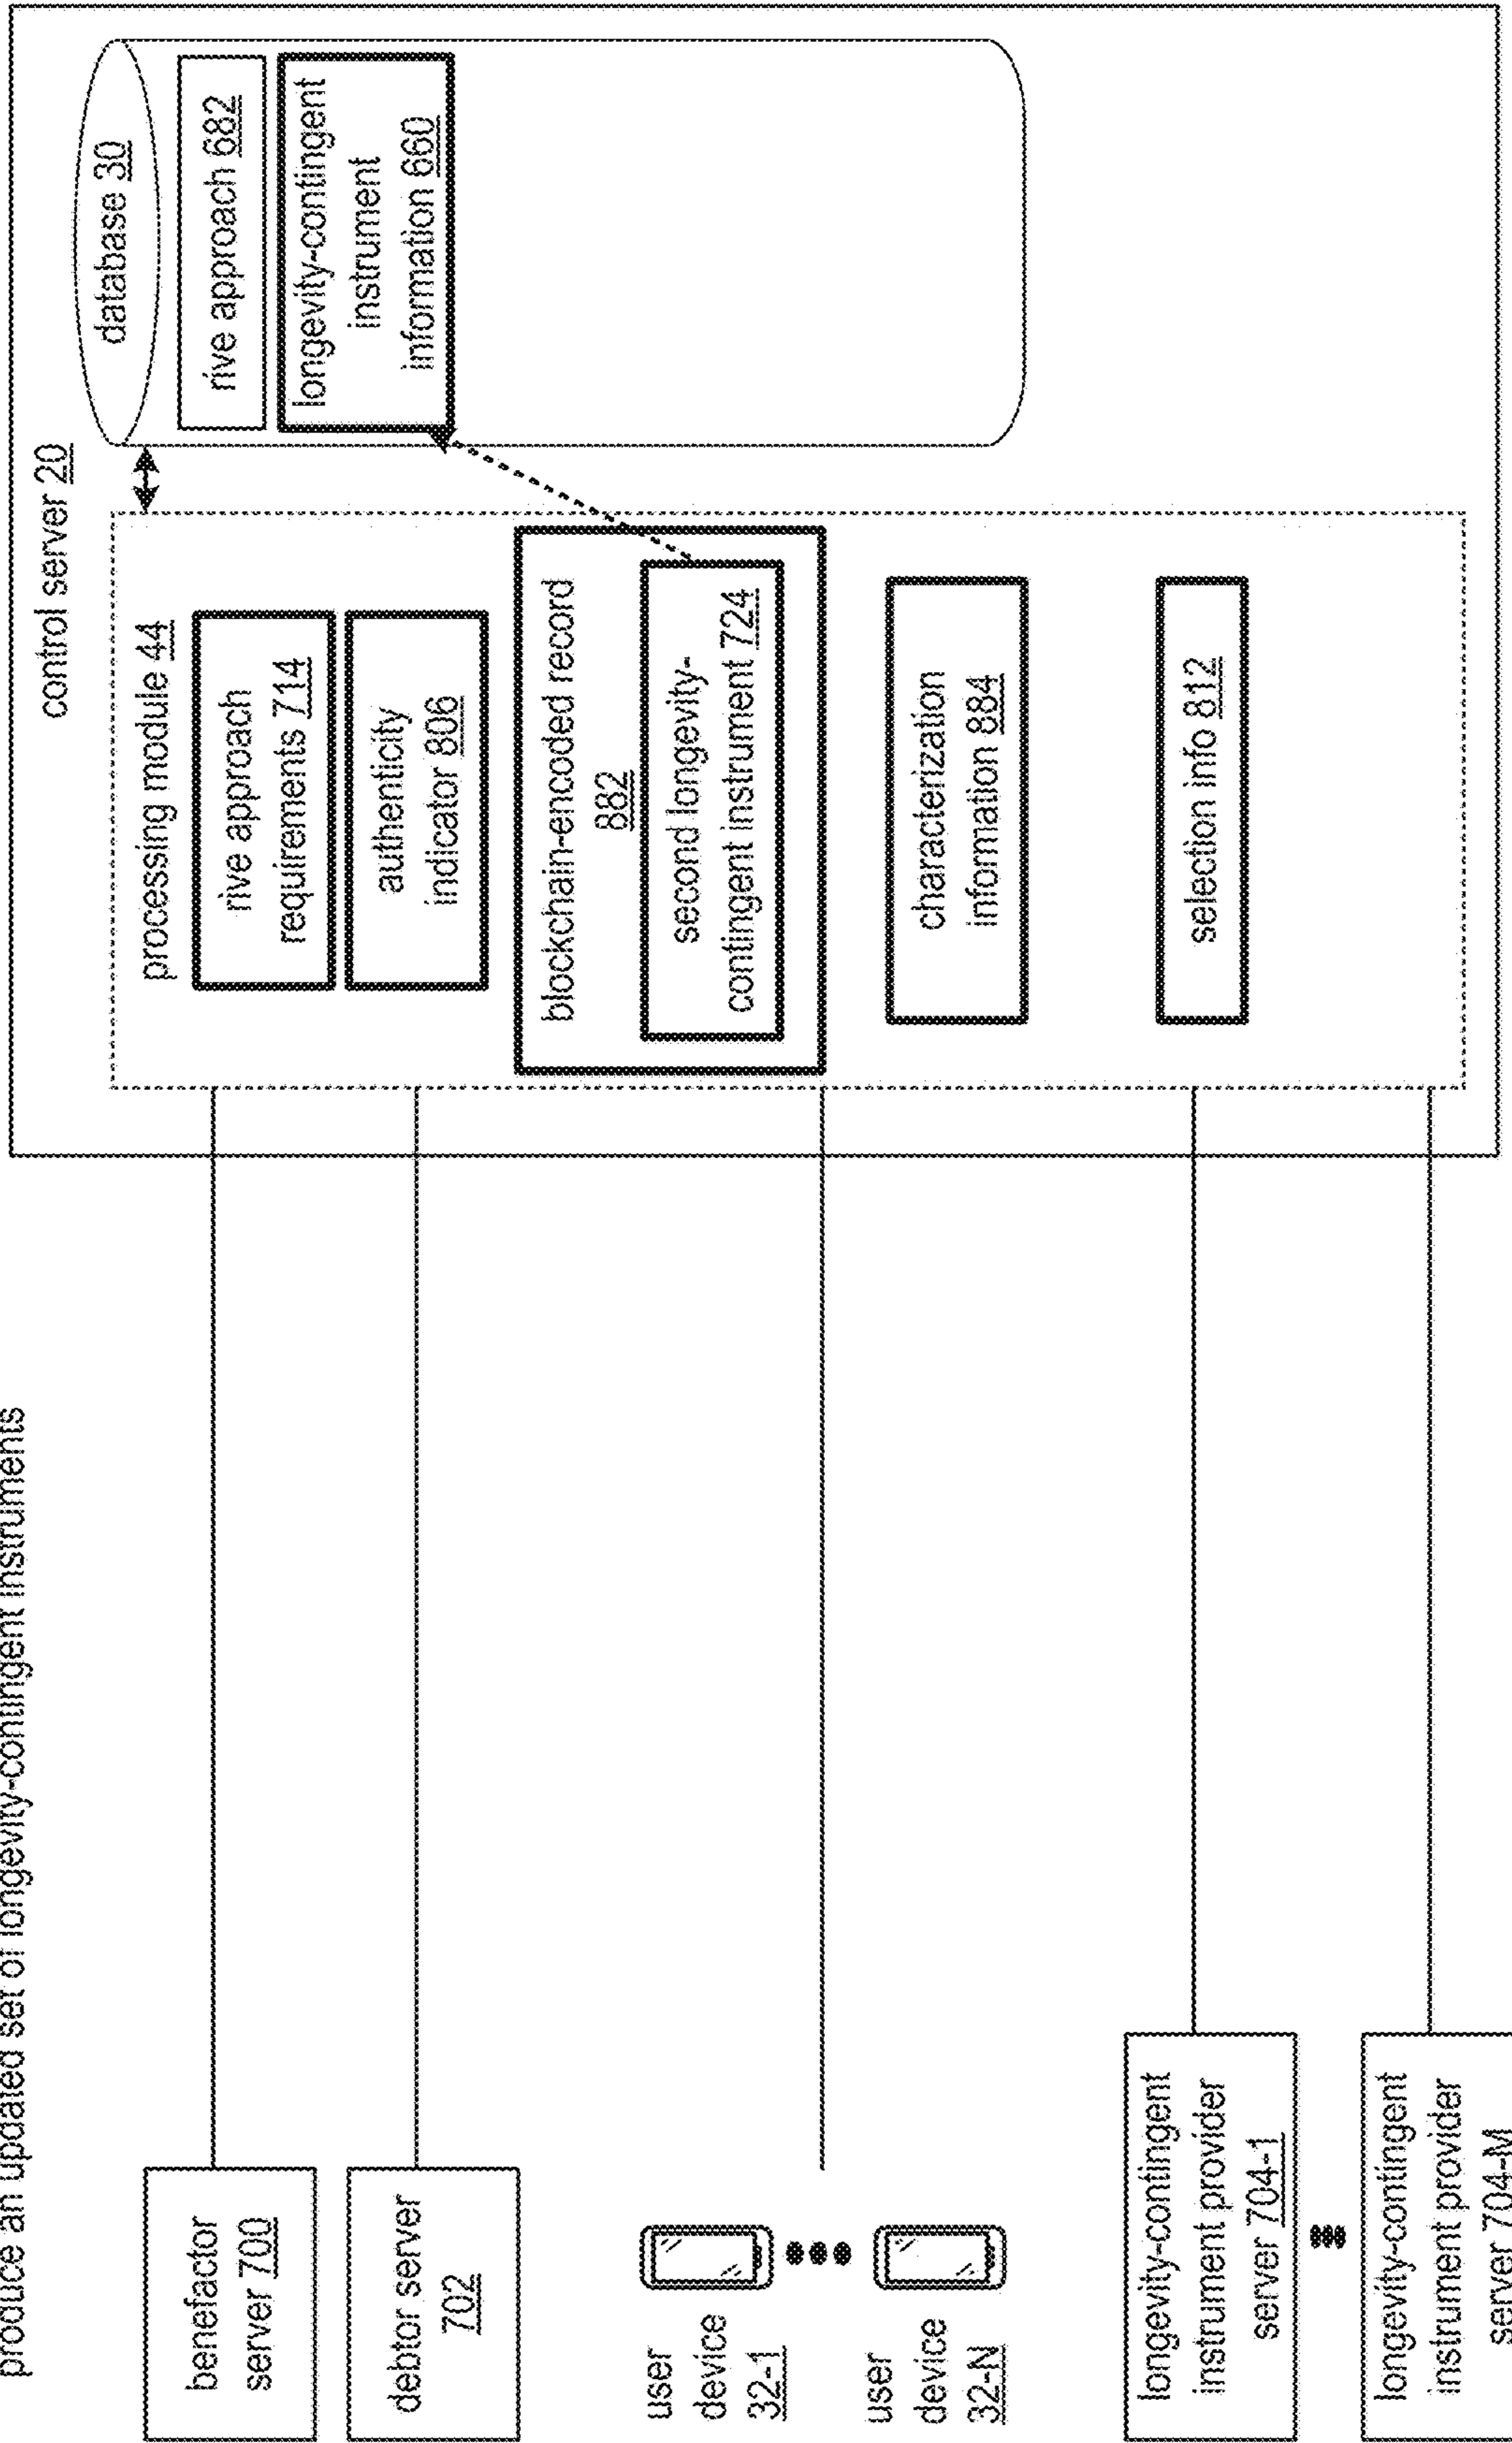 produce an updated set of longevity-contingent instruments
control server 20
benefactor
server 700
debtor server
702
user
device
32-1
user
device
32-N
longevity-contingent
instrument provider
server 704-1
longevity-contingent
instrument provider
server 704-M
processing module 44
rive approach
requirements 714
authenticity
indicator 806
blockchain-encoded record
882
second longevity-
contingent instrument 724
characterization
information 884
selection info 812
database 30
rive approach 682
longevity-contingent
instrument
information 660